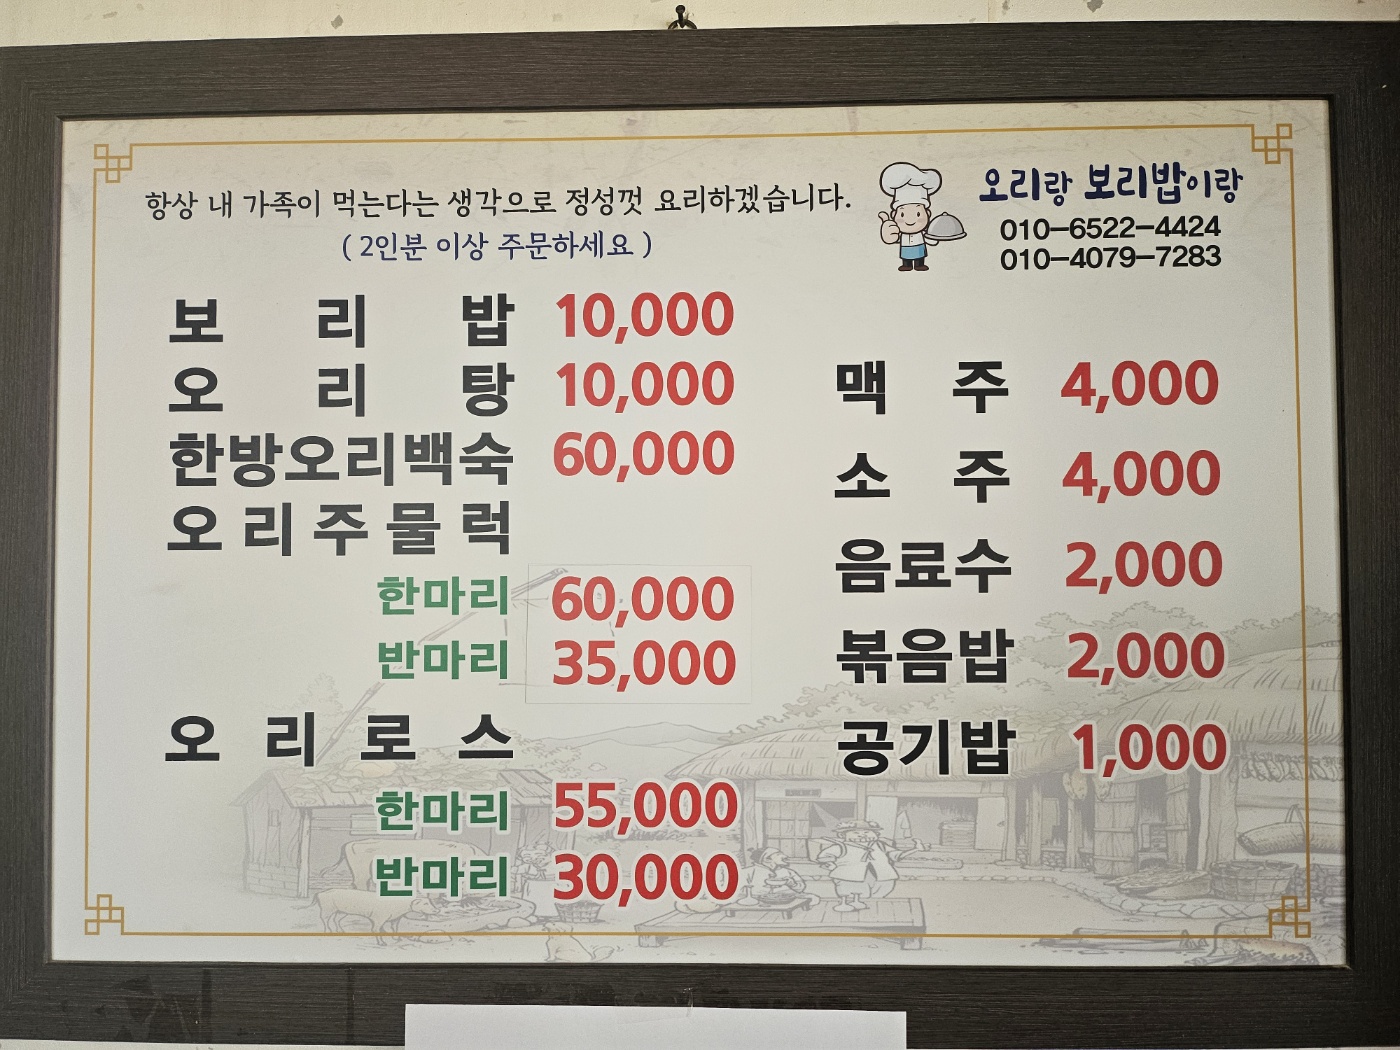 항상 내 가족이 먹는다는 생각으로 정성껏 요리하겠습니다.
( 2인분 이상 주문하세요 )
오리랑 보리밥이랑
010-6522-4424
010-4079-7283
보리밥 10,000
오리탕 10,000
한방오리백숙 60,000
오리주물럭
한마리 60,000
반마리 35,000
오리로스
한마리 55,000
반마리 30,000
맥주 4,000
소주 4,000
음료수 2,000
볶음밥 2,000
공기밥 1,000